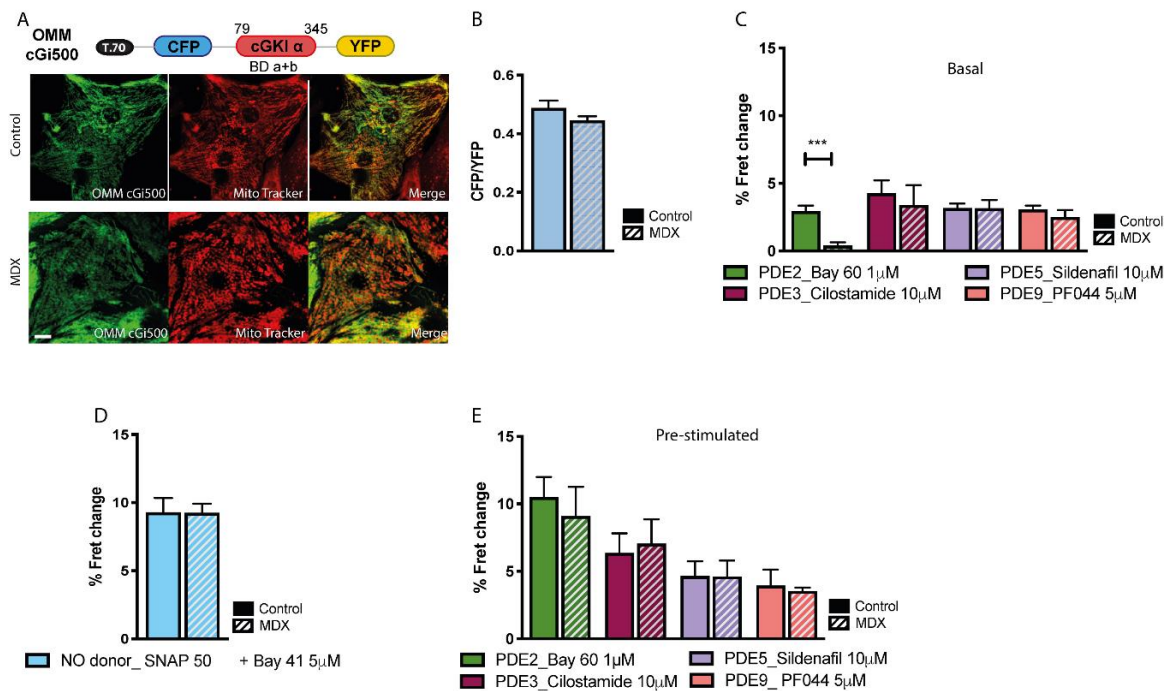 A
OMM
cGi500
T.70
CFP
79
345
cGKI α
BD a+b
YFP
Control
OMM cGi500
Mito Tracker
Merge
MDX
OMM cGi500
Mito Tracker
Merge
B
CFP/YFP
0.6
0.4
0.2
0.0
Control
MDX
C
Basal
% Fret change
15
10
5
0
***
Control
MDX
PDE2_Bay 60 1μM
PDE5_Sildenafil 10μM
PDE3_Cilostamide 10μM
PDE9_PF044 5μM
D
% Fret change
15
10
5
0
Control
MDX
NO donor_ SNAP 50 + Bay 41 5μM
E
Pre-stimulated
% Fret change
15
10
5
0
Control
MDX
PDE2_Bay 60 1μM
PDE5_Sildenafil 10μM
PDE3_Cilostamide 10μM
PDE9_ PF044 5μM